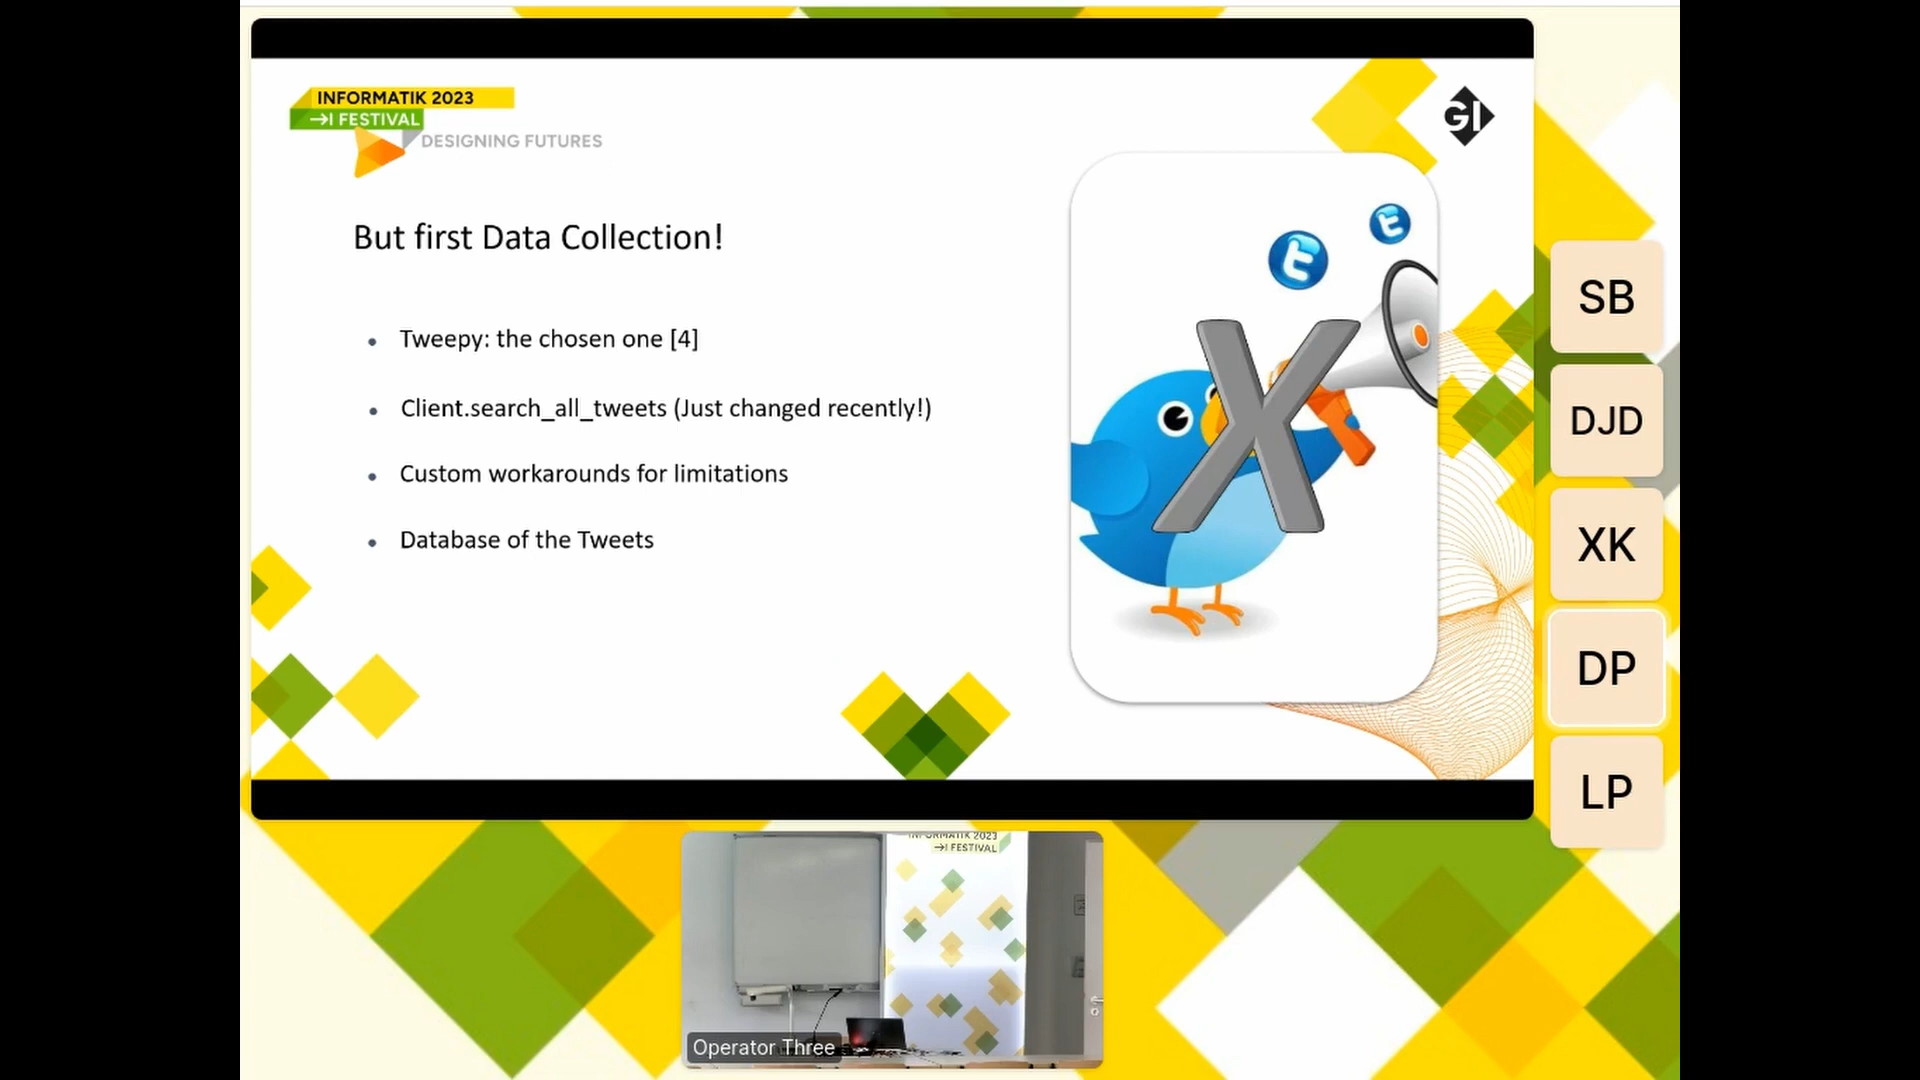 INFORMATIK 2023
→I FESTIVAL
DESIGNING FUTURES
GI
But first Data Collection!
• Tweepy: the chosen one [4]
• Client.search_all_tweets (Just changed recently!)
• Custom workarounds for limitations
• Database of the Tweets
t
t
X
SB
DJD
XK
DP
LP
INFORMATIK 2023
→I FESTIVAL
Operator Three